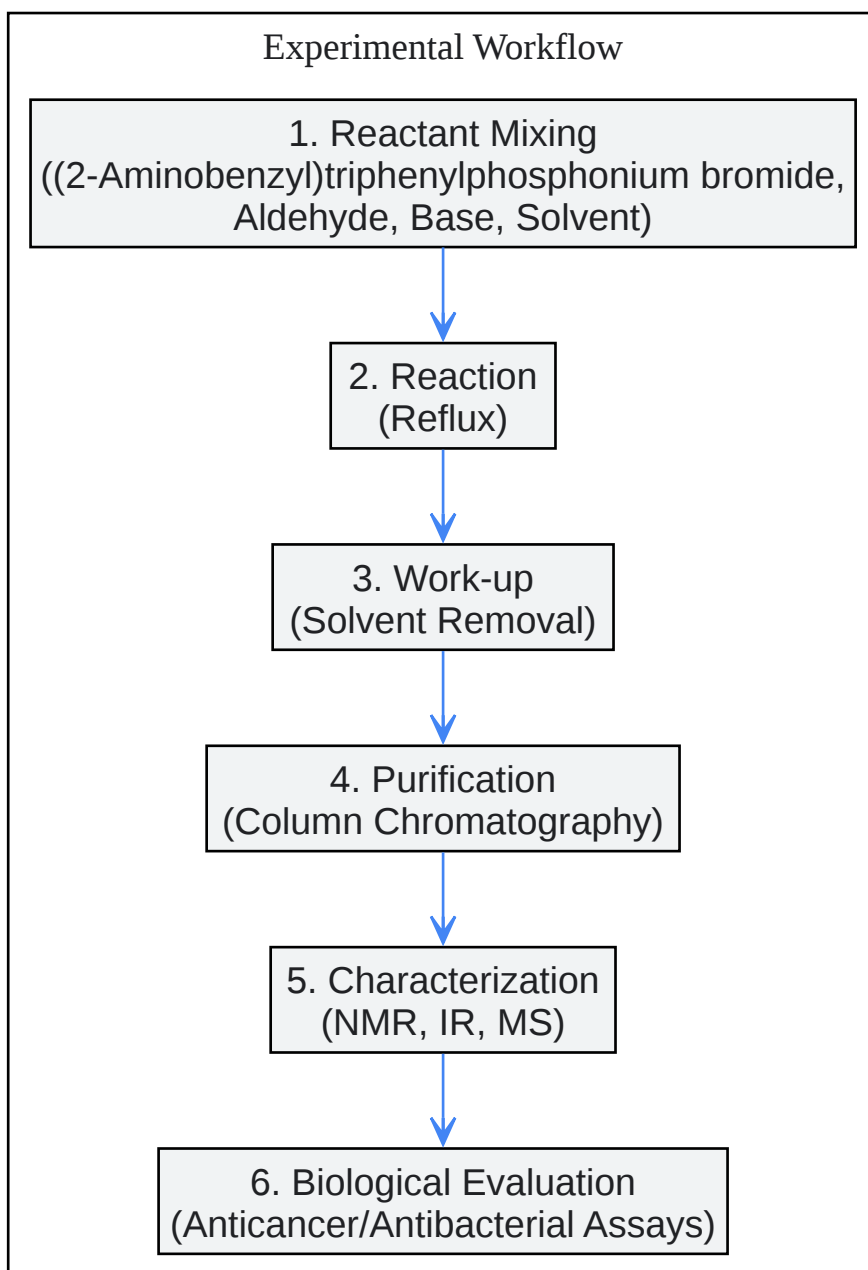 Experimental Workflow
1. Reactant Mixing
((2-Aminobenzyl)triphenylphosphonium bromide,
Aldehyde, Base, Solvent)
2. Reaction
(Reflux)
3. Work-up
(Solvent Removal)
4. Purification
(Column Chromatography)
5. Characterization
(NMR, IR, MS)
6. Biological Evaluation
(Anticancer/Antibacterial Assays)